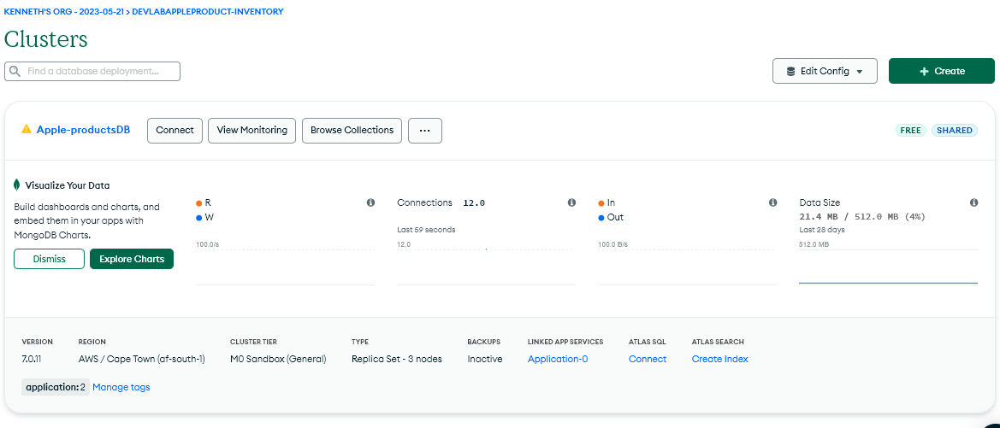 KENNETH'S ORG - 2023-05-21 > DEVLABAPPLEPRODUCT-INVENTORY
Clusters
Find a database deployment...
Edit Config
+ Create
Apple-productsDB
Connect
View Monitoring
Browse Collections
...
FREE
SHARED
Visualize Your Data
Build dashboards and charts, and
embed them in your apps with
MongoDB Charts.
Dismiss
Explore Charts
R
W
100.0/s
Connections 12.0
Last 59 seconds
12.0
In
Out
100.0 B/s
Data Size
21.4 MB / 512.0 MB (4%)
Last 28 days
512.0 MB
VERSION
7.0.11
REGION
AWS / Cape Town (af-south-1)
CLUSTER TIER
M0 Sandbox (General)
TYPE
Replica Set - 3 nodes
BACKUPS
Inactive
LINKED APP SERVICES
Application-0
ATLAS SQL
Connect
ATLAS SEARCH
Create Index
application: 2
Manage tags